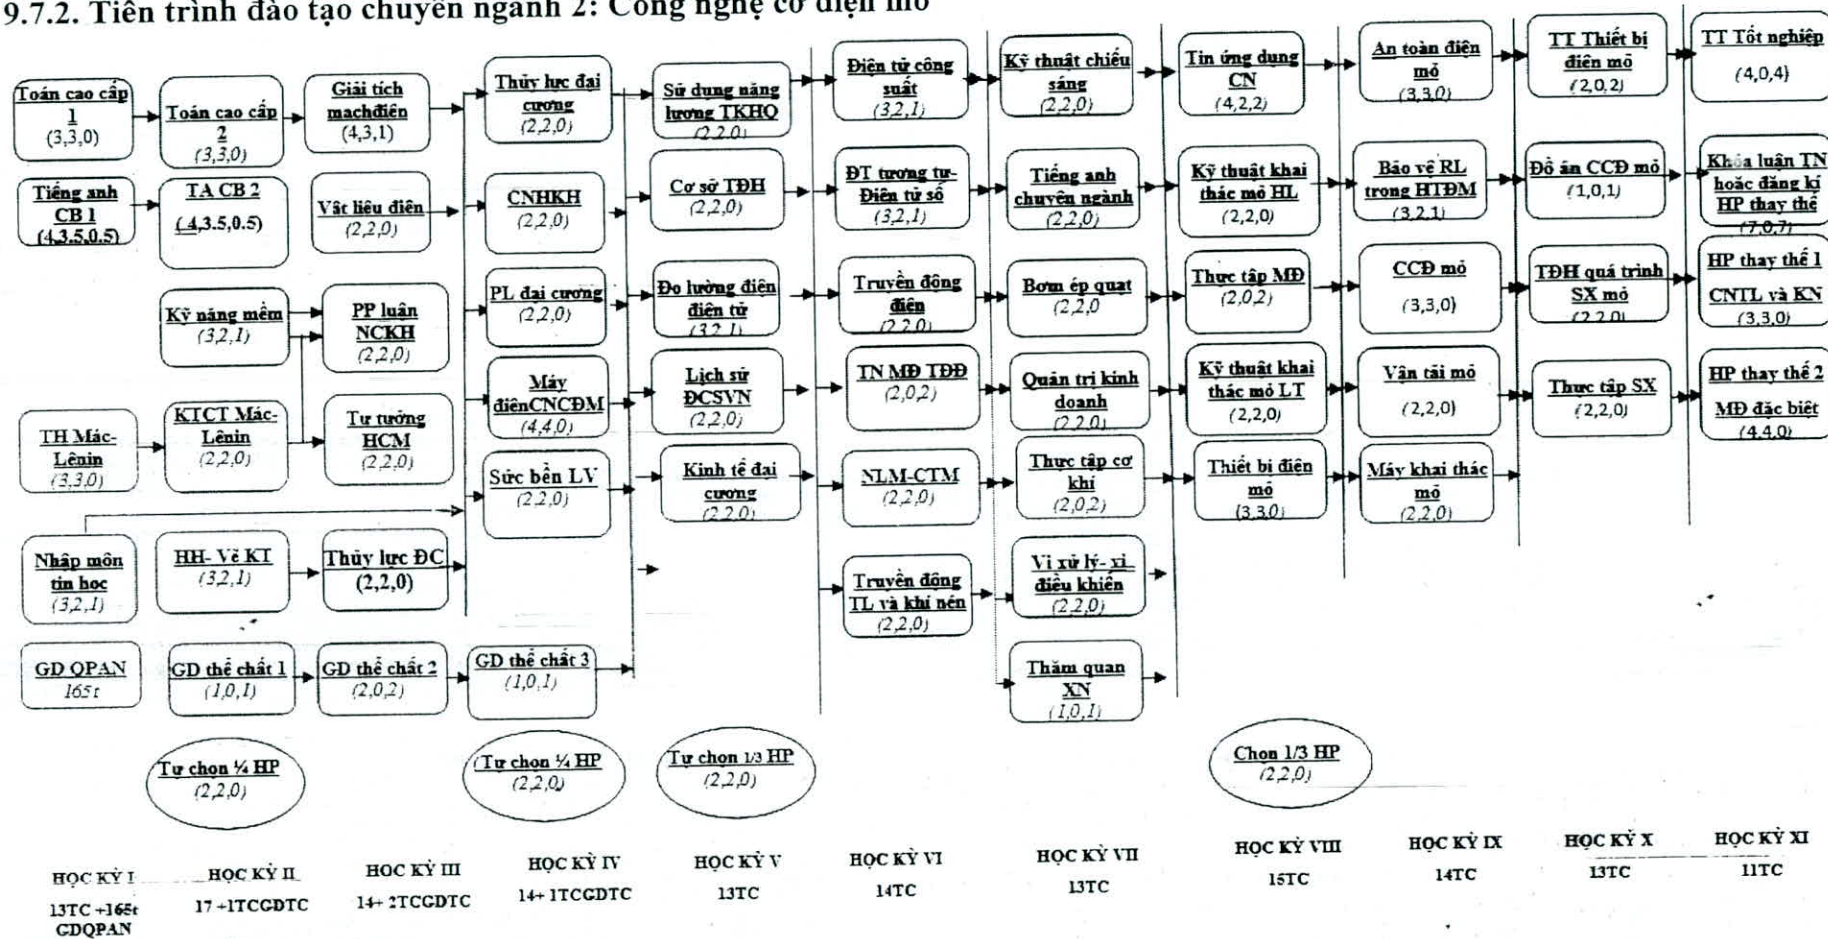 9.7.2. Tiến trình đào tạo chuyên ngành 2: Công nghệ cơ điện mỏ
Toán cao cấp
1
(3,3,0)
Tiếng anh
CB 1
(4,3.5,0.5)
TH Mác-
Lênin
(3,3,0)
Nhập môn
tin học
(3,2,1)
GD QPAN
165t
Toán cao cấp
2
(3,3,0)
TA CB 2
(4,3.5,0.5)
Kỹ năng mềm
(3,2,1)
KTCT Mác-
Lênin
(2,2,0)
HH- Vẽ KT
(3,2,1)
GD thể chất 1
(1,0,1)
Tự chọn ¼ HP
(2,2,0)
Giải tích
machđiện
(4,3,1)
Vật liệu điện
(2,2,0)
PP luận
NCKH
(2,2,0)
Tư tưởng
HCM
(2,2,0)
Thủy lực ĐC
(2,2,0)
GD thể chất 2
(2,0,2)
Thủy lực đại
cương
(2,2,0)
CNHKH
(2,2,0)
PL đại cương
(2,2,0)
Máy
điệnCNCĐM
(4,4,0)
Sức bền LV
(2,2,0)
GD thể chất 3
(1,0,1)
(Tự chọn ¼ HP
(2,2,0)
Sử dụng năng
lượng TKHQ
(2,2,0)
Cơ sở TĐH
(2,2,0)
Đo lường điện
điện tử
(3,2,1)
Lịch sử
ĐCSVN
(2,2,0)
Kinh tế đại
cương
(2,2,0)
Tự chọn 1/3 HP
(2,2,0)
Điện tử công
suất
(3,2,1)
ĐT tương tự-
Điện tử số
(3,2,1)
Truyền động
điện
(2,2,0)
TN MĐ TĐĐ
(2,0,2)
NLM-CTM
(2,2,0)
Truyền động
TL và khí nén
(2,2,0)
Kỹ thuật chiếu
sáng
(2,2,0)
Tiếng anh
chuyên ngành
(2,2,0)
Bơm ép quạt
(2,2,0
Quản trị kinh
doanh
(2,2,0)
Thực tập cơ
khí
(2,0,2)
Vi xử lý- vi
điều khiển
(2,2,0)
Thăm quan
XN
(1,0,1)
Tin ứng dụng
CN
(4,2,2)
Kỹ thuật khai
thác mỏ HL
(2,2,0)
Thực tập MĐ
(2,0,2)
Kỹ thuật khai
thác mỏ LT
(2,2,0)
Thiết bị điện
mỏ
(3,3,0)
Chọn 1/3 HP
(2,2,0)
An toàn điện
mỏ
(3,3,0)
Bảo vệ RL
trong HTĐM
(3,2,1)
CCĐ mỏ
(3,3,0)
Vận tải mỏ
(2,2,0)
Máy khai thác
mỏ
(2,2,0)
TT Thiết bị
điện mỏ
(2,0,2)
Đồ án CCĐ mỏ
(1,0,1)
TĐH quá trình
SX mỏ
(2,2,0)
Thực tập SX
(2,2,0)
TT Tốt nghiệp
(4,0,4)
Khóa luận TN
hoặc đăng kí
HP thay thế
(7,0,7)
HP thay thế 1
CNTL và KN
(3,3,0)
HP thay thế 2
MĐ đặc biệt
(4,4,0)
HỌC KỲ I
13TC +165t
GDQPAN
HỌC KỲ II
17 +1TCGDTC
HỌC KỲ III
14+ 2TCGDTC
HỌC KỲ IV
14+ 1TCGDTC
HỌC KỲ V
13TC
HỌC KỲ VI
14TC
HỌC KỲ VII
13TC
HỌC KỲ VIII
15TC
HỌC KỲ IX
14TC
HỌC KỲ X
13TC
HỌC KỲ XI
11TC